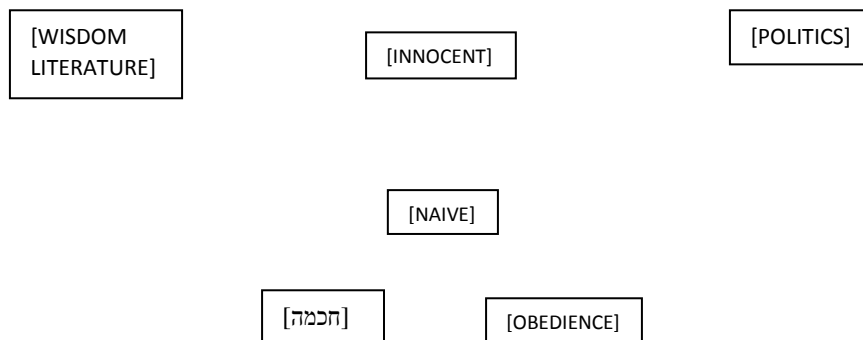 [WISDOM
LITERATURE]
[INNOCENT]
[POLITICS]
[NAIVE]
[חכמה]
[OBEDIENCE]